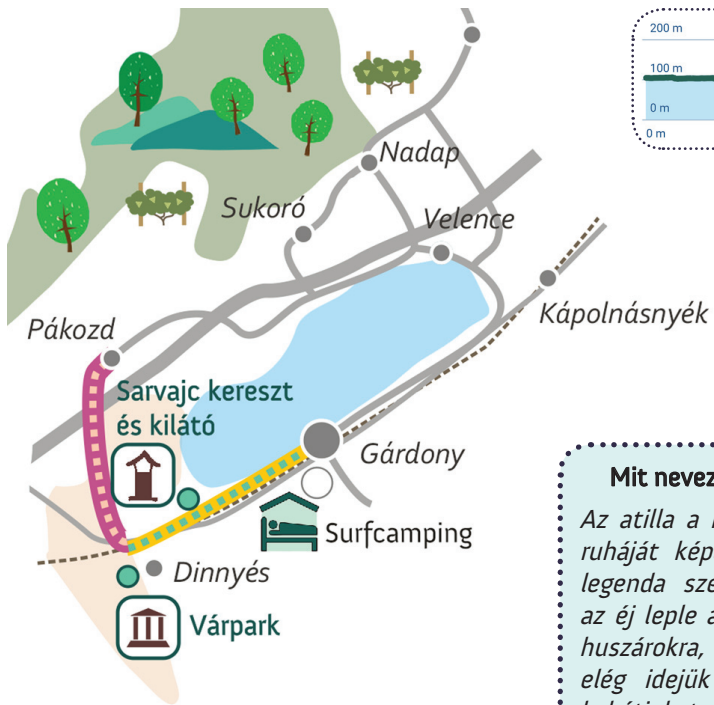 200 m
100 m
0 m
0 m
Nadap
Sukoró
Velence
Kápolnásnyék
Pákozd
Sarvajc kereszt
és kilátó
Gárdony
Surfcamping
Dinnyés
Várpark
Mit nevez
Az atilla a
ruháját kép
legenda sze
az éj leple a
huszárokra,
elég idejük